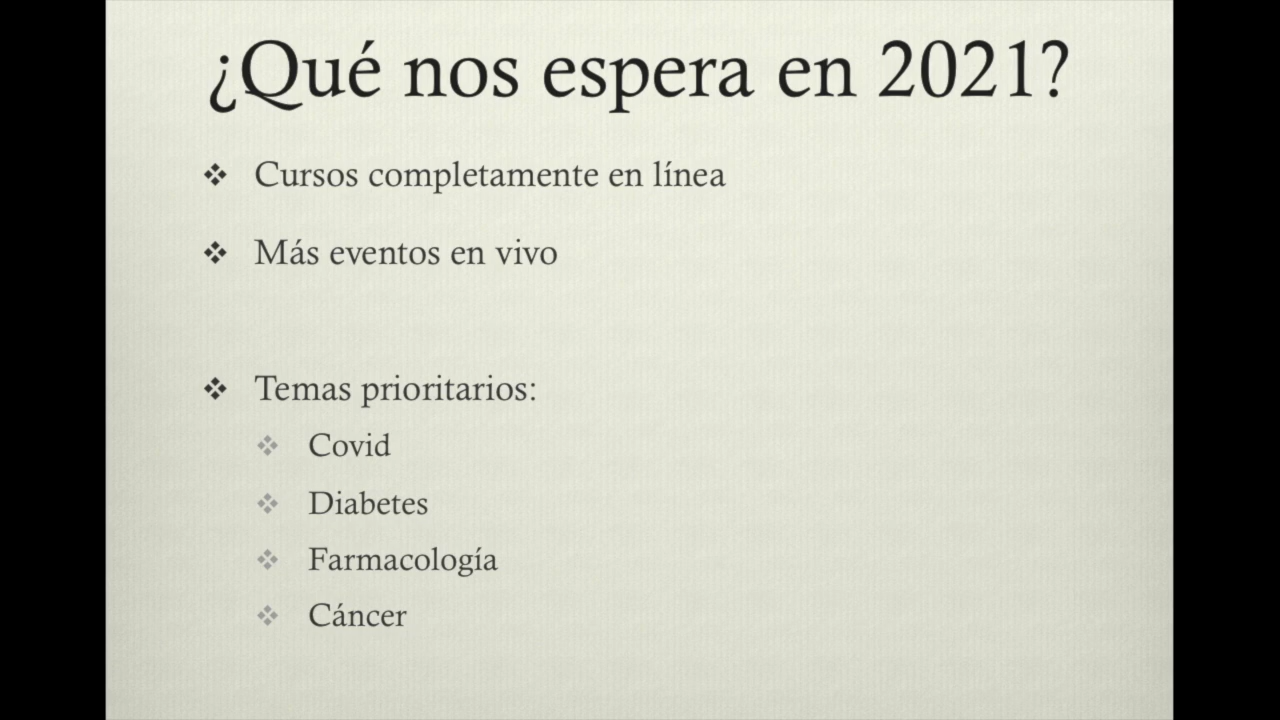 ¿Qué nos espera en 2021?
Cursos completamente en línea
Más eventos en vivo
Temas prioritarios:
Covid
Diabetes
Farmacología
Cáncer